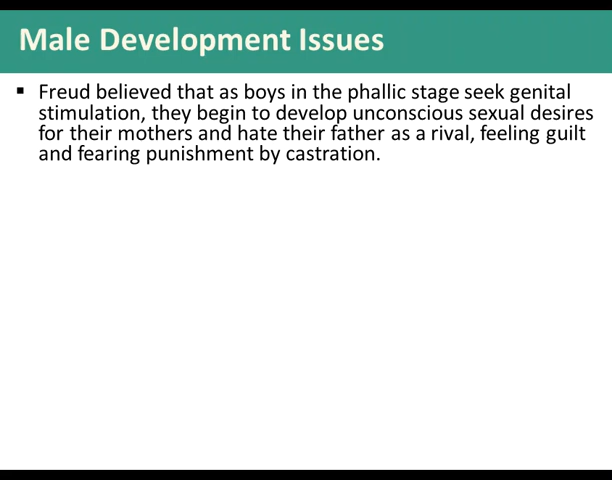 Male Development Issues
▪ Freud believed that as boys in the phallic stage seek genital
stimulation, they begin to develop unconscious sexual desires
for their mothers and hate their father as a rival, feeling guilt
and fearing punishment by castration.